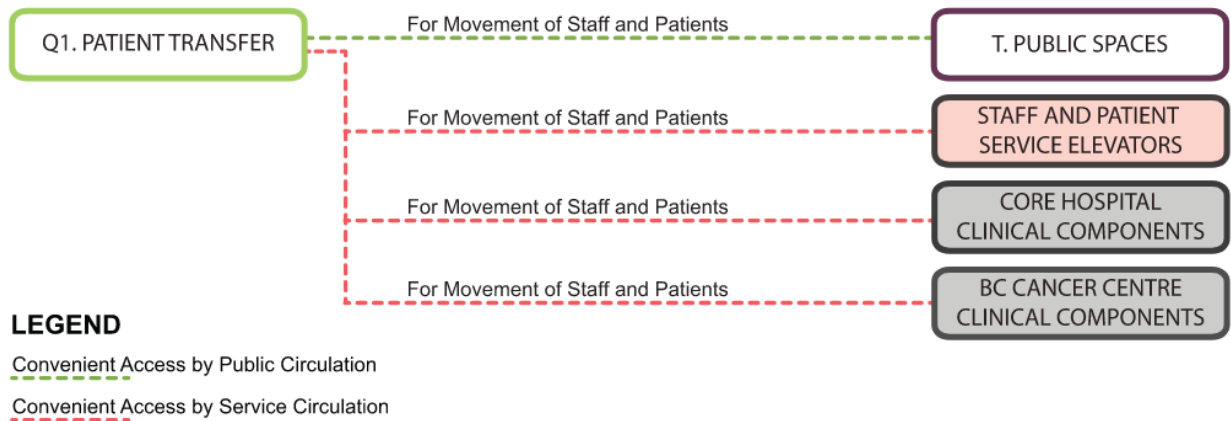 Q1. PATIENT TRANSFER
For Movement of Staff and Patients
T. PUBLIC SPACES
For Movement of Staff and Patients
STAFF AND PATIENT
SERVICE ELEVATORS
For Movement of Staff and Patients
CORE HOSPITAL
CLINICAL COMPONENTS
For Movement of Staff and Patients
BC CANCER CENTRE
CLINICAL COMPONENTS
LEGEND
Convenient Access by Public Circulation
Convenient Access by Service Circulation